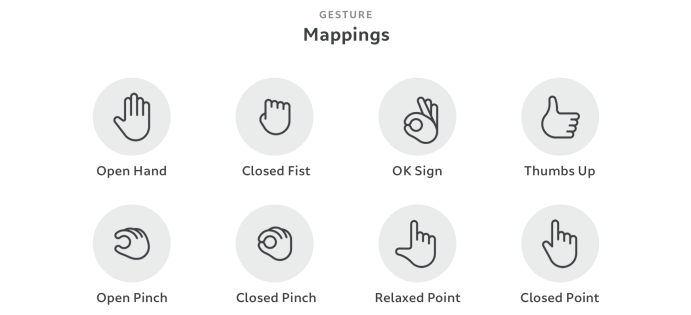 GESTURE
Mappings
Open Hand
Closed Fist
OK Sign
Thumbs Up
Open Pinch
Closed Pinch
Relaxed Point
Closed Point